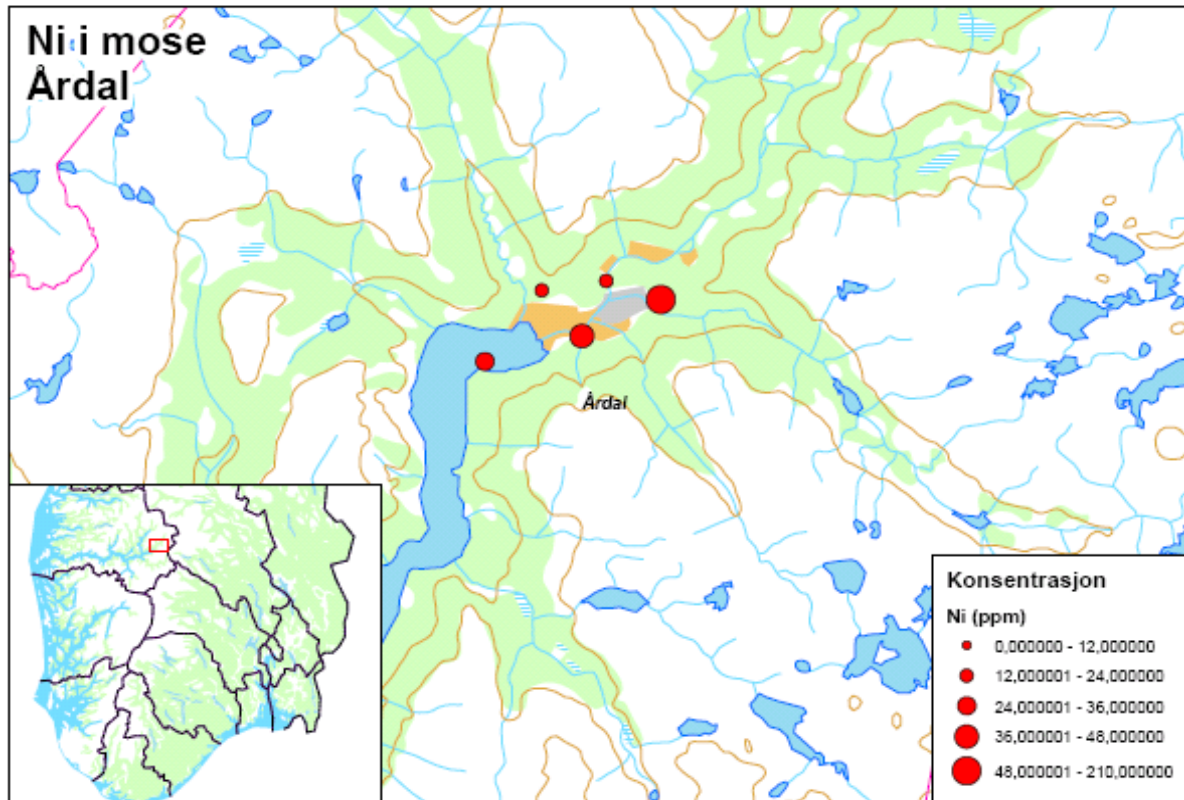 Ni i mose
Årdal
Årdal
Konsentrasjon
Ni (ppm)
0,000000 - 12,000000
12,000001 - 24,000000
24,000001 - 36,000000
36,000001 - 48,000000
48,000001 - 210,000000